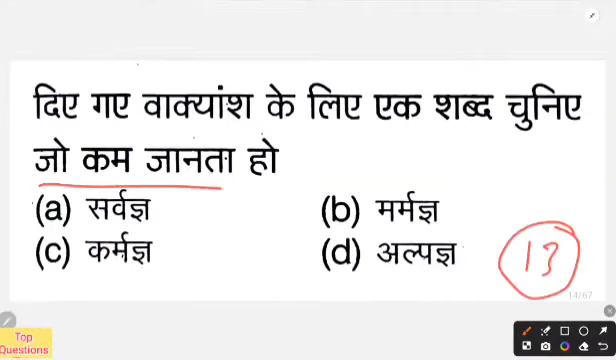 दिए गए वाक्यांश के लिए एक शब्द चुनिए
जो कम जानता हो
(a) सर्वज्ञ (b) मर्मज्ञ
(c) कर्मज्ञ (d) अल्पज्ञ
13
14/67
Top
Questions